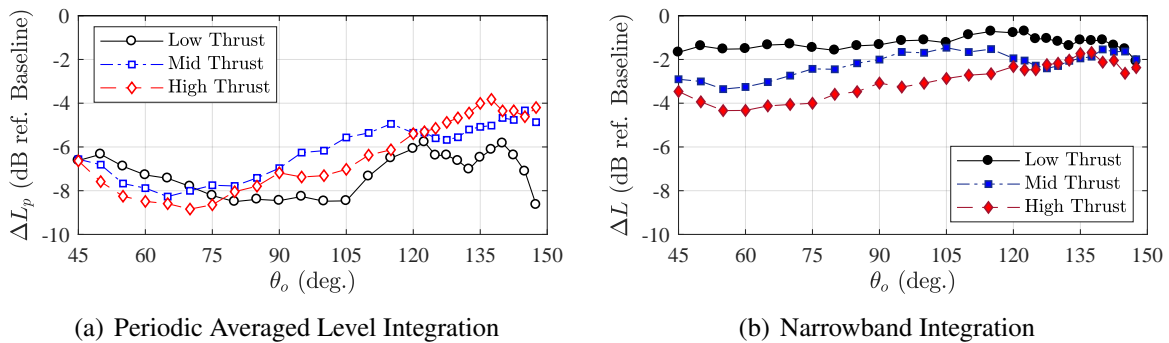 0
-2
-4
-6
-8
-10
ΔL_p (dB ref. Baseline)
Low Thrust
Mid Thrust
High Thrust
45 60 75 90 105 120 135 150
θ_o (deg.)
(a) Periodic Averaged Level Integration
0
-2
-4
-6
-8
-10
ΔL (dB ref. Baseline)
Low Thrust
Mid Thrust
High Thrust
45 60 75 90 105 120 135 150
θ_o (deg.)
(b) Narrowband Integration